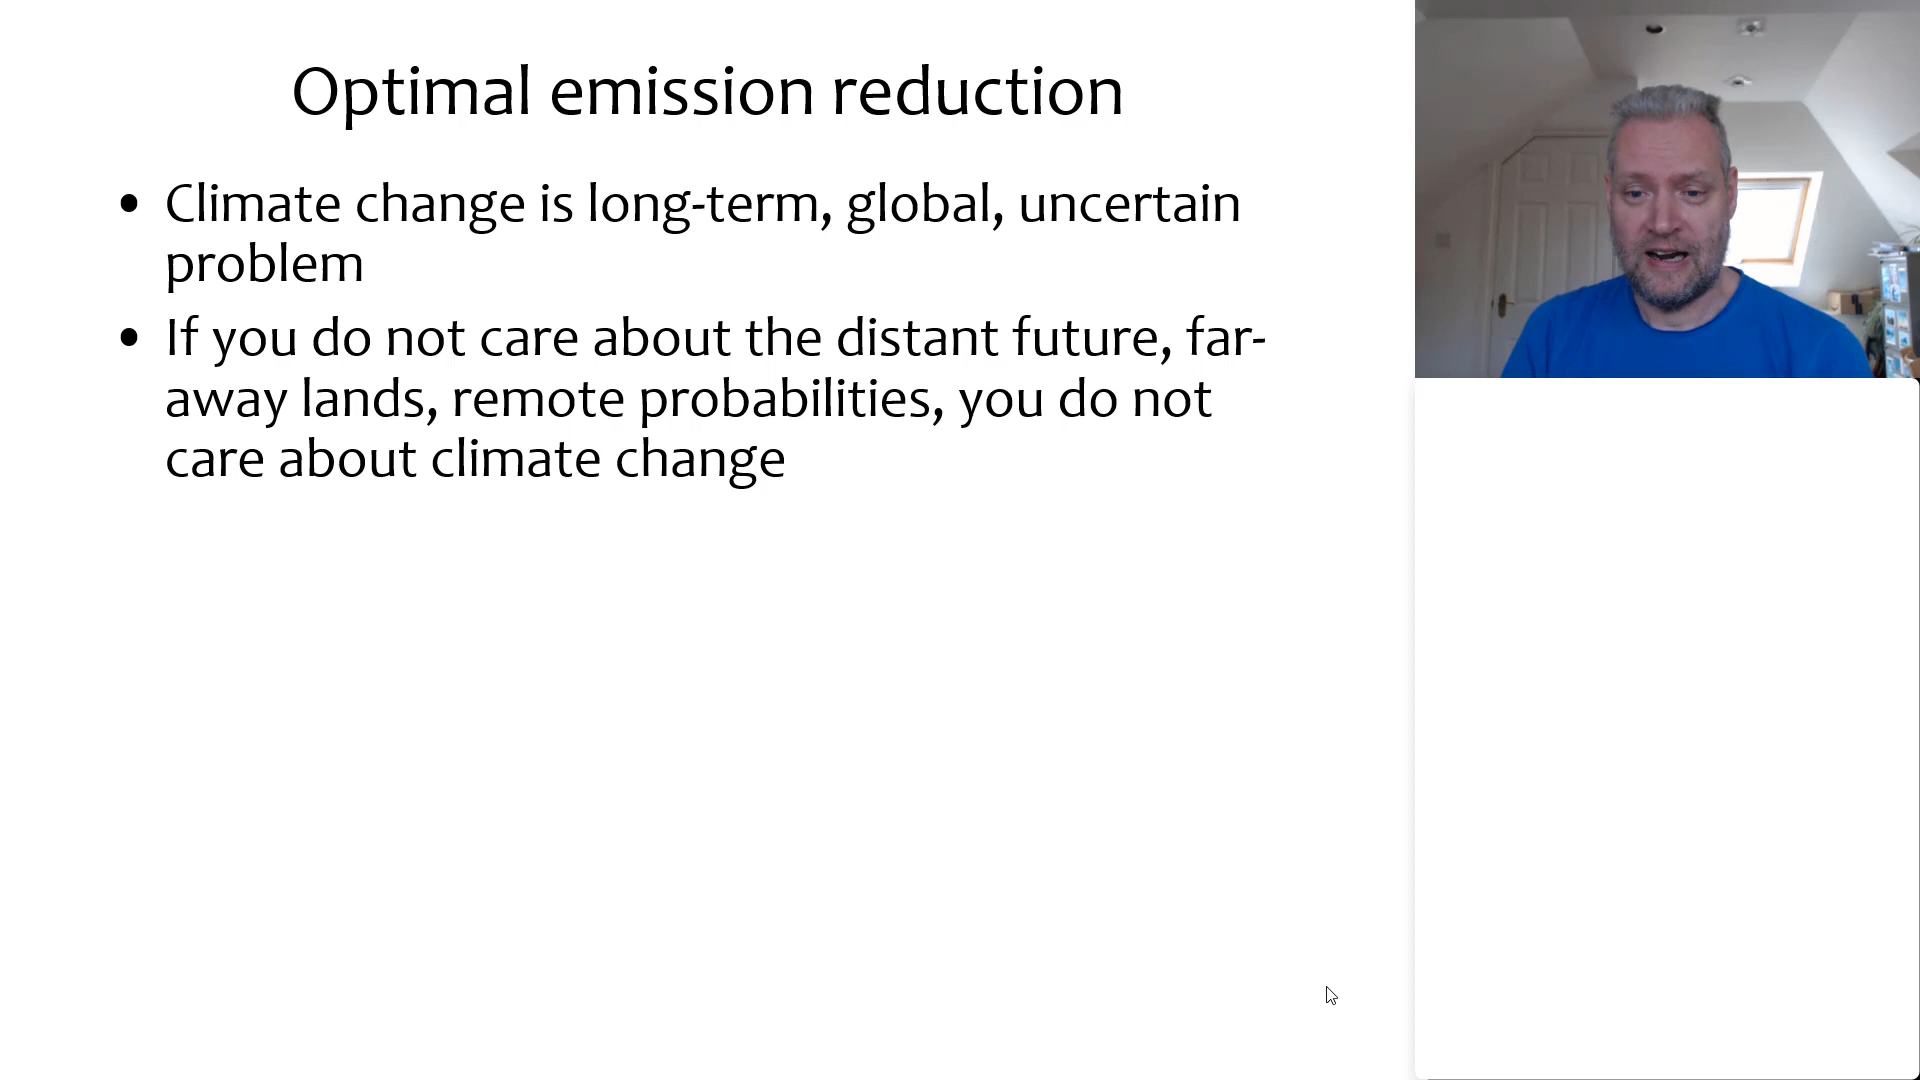 Optimal emission reduction
• Climate change is long-term, global, uncertain
problem
• If you do not care about the distant future, far-
away lands, remote probabilities, you do not
care about climate change